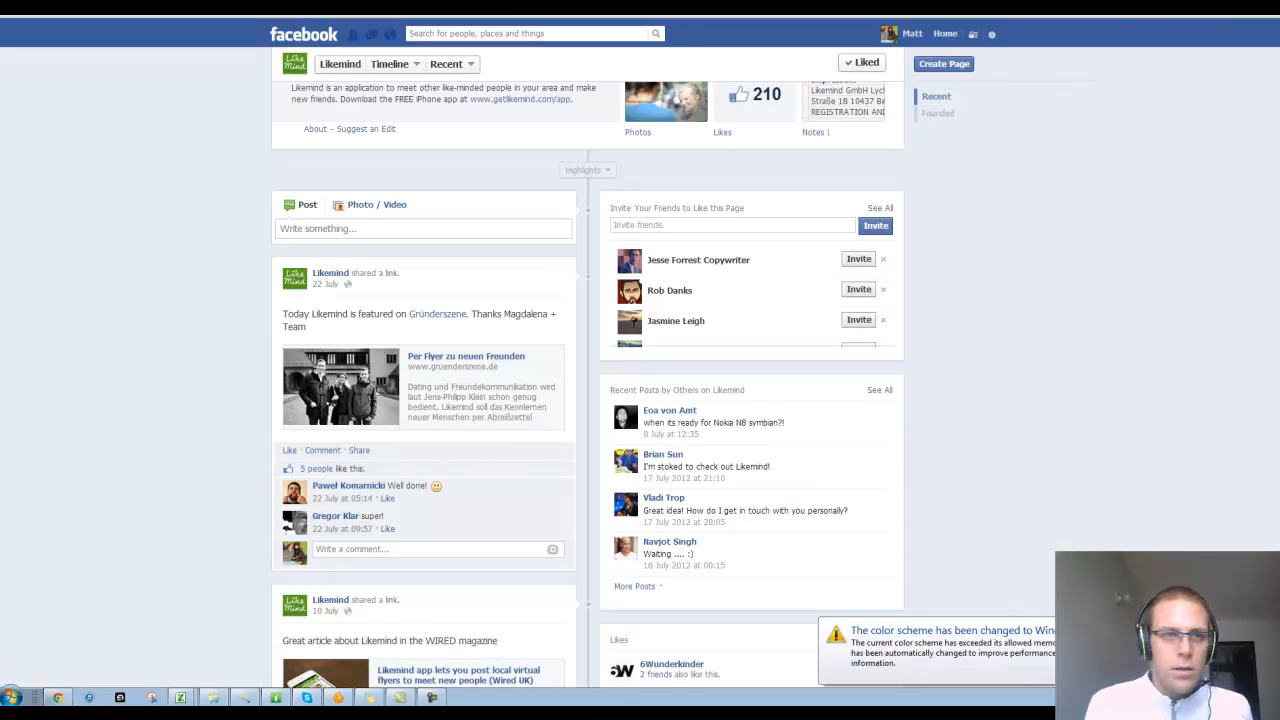 facebook
Search for people, places and things
Matt
Home
Likemind
Timeline
Recent
Liked
Create Page
Recent
Founded
Likemind is an application to meet other like-minded people in your area and make
new friends. Download the FREE iPhone app at www.getlikemind.com/app.
About – Suggest an Edit
210
Likemind GmbH Lych
Straße 18 10437 Be
REGISTRATION AND
Photos
Likes
Notes 1
Highlights
Post
Photo / Video
Write something...
Like Mind
Likemind shared a link.
22 July
Today Likemind is featured on Gründerszene. Thanks Magdalena +
Team
Per Flyer zu neuen Freunden
www.gruenderszene.de
Dating und Freundekommunikation wird
laut Jens-Philipp Klein schon genug
bedient. Likemind soll das Kennlernen
neuer Menschen per Abreißzettel
Like · Comment · Share
5 people like this.
Paweł Komarnicki Well done!
22 July at 05:14 · Like
Gregor Klar super!
22 July at 09:57 · Like
Write a comment...
Like Mind
Likemind shared a link.
10 July
Great article about Likemind in the WIRED magazine
Likemind app lets you post local virtual
flyers to meet new people (Wired UK)
Invite Your Friends to Like this Page
See All
Invite friends.
Invite
Jesse Forrest Copywriter
Invite
Rob Danks
Invite
Jasmine Leigh
Invite
Recent Posts by Others on Likemind
See All
Eoa von Amt
when its ready for Nokia N8 symbian?!
8 July at 12:35
Brian Sun
I'm stoked to check out Likemind!
17 July 2012 at 21:10
Vladi Trop
Great idea! How do I get in touch with you personally?
17 July 2012 at 20:05
Navjot Singh
Waiting .... :)
16 July 2012 at 00:15
More Posts
Likes
6Wunderkinder
2 friends also like this.
The color scheme has been changed to Win
The current color scheme has exceeded its allowed memo
has been automatically changed to improve performance
information.